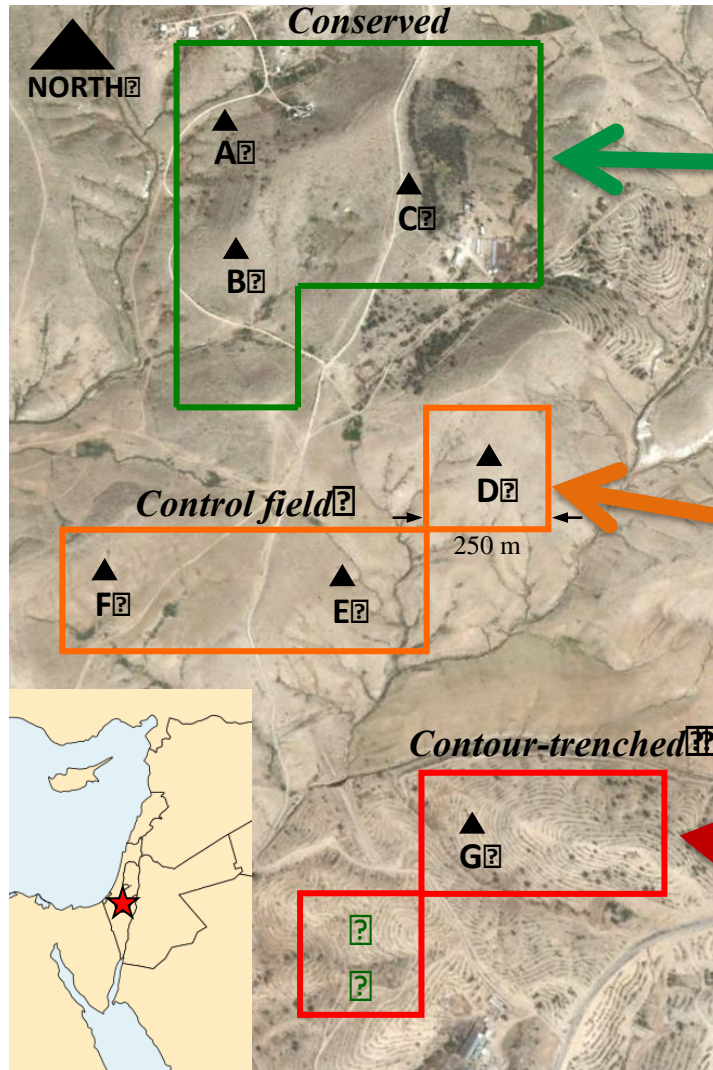 Conserved
NORTH
A
C
B
D
Control field
250 m
F
E
Contour-trenched
G